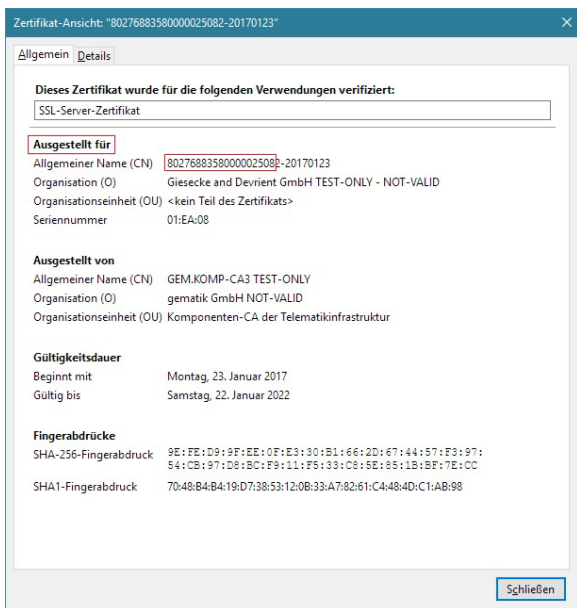 Zertifikat-Ansicht: "80276883580000025082-20170123"
Allgemein Details
Dieses Zertifikat wurde für die folgenden Verwendungen verifiziert:
SSL-Server-Zertifikat
Ausgestellt für
Allgemeiner Name (CN) 80276883580000025082-20170123
Organisation (O) Giesecke and Devrient GmbH TEST-ONLY - NOT-VALID
Organisationseinheit (OU) <kein Teil des Zertifikats>
Seriennummer 01:EA:08
Ausgestellt von
Allgemeiner Name (CN) GEM.KOMP-CA3 TEST-ONLY
Organisation (O) gematik GmbH NOT-VALID
Organisationseinheit (OU) Komponenten-CA der Telematikinfrastruktur
Gültigkeitsdauer
Beginnt mit Montag, 23. Januar 2017
Gültig bis Samstag, 22. Januar 2022
Fingerabdrücke
SHA-256-Fingerabdruck 9E:FE:D9:9F:EE:0F:E3:30:B1:66:2D:67:44:57:F3:97:
54:CB:97:D8:BC:F9:11:F5:33:C8:5E:85:1B:BF:7E:CC
SHA1-Fingerabdruck 70:48:B4:B4:19:D7:38:53:12:0B:33:A7:82:61:C4:48:4D:C1:AB:98
Schließen